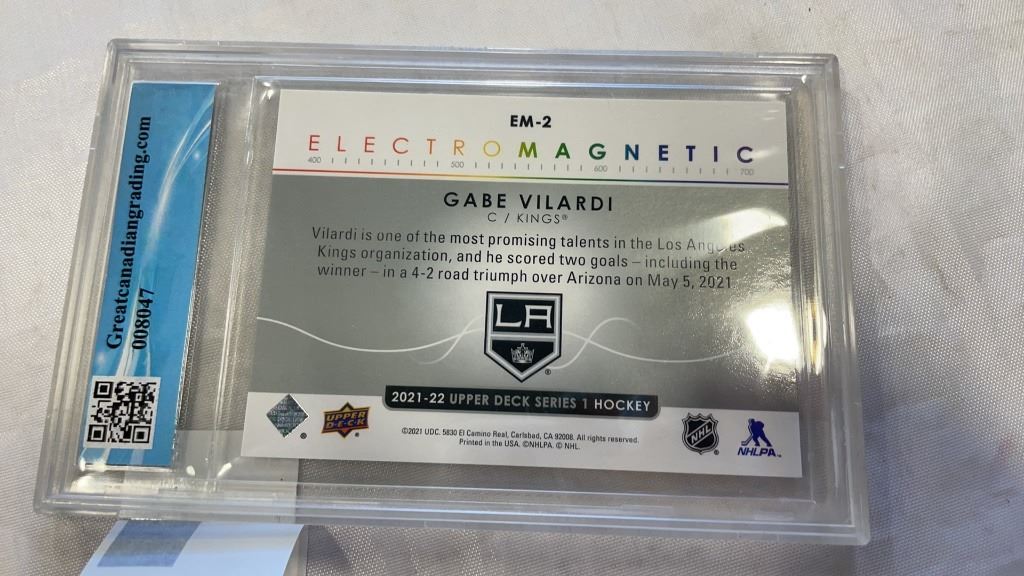 Greatcanadiangrading.com
008047
EM-2
ELECTROMAGNETIC
400 500 600 700
GABE VILARDI
C / KINGS®
Vilardi is one of the most promising talents in the Los Angeles
Kings organization, and he scored two goals – including the
winner – in a 4-2 road triumph over Arizona on May 5, 2021
LA
2021-22 UPPER DECK SERIES 1 HOCKEY
UPPER
DECK
©2021 UDC. 5830 El Camino Real, Carlsbad, CA 92008. All rights reserved.
Printed in the USA. ©NHLPA. © NHL.
NHL
NHLPA